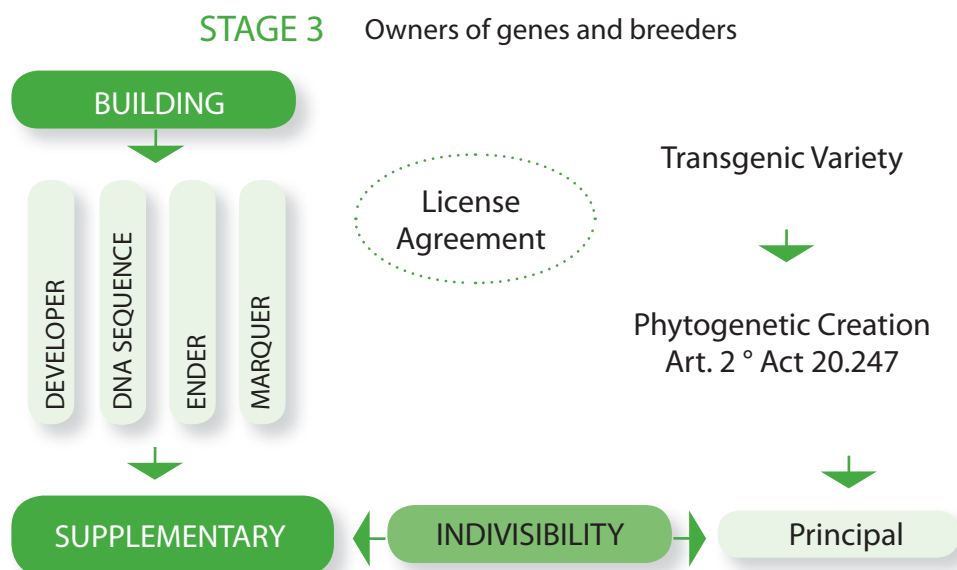 STAGE 3 Owners of genes and breeders
BUILDING
Transgenic Variety
License
Agreement
DEVELOPER
DNA SEQUENCE
ENDER
MARQUER
Phytogenetic Creation
Art. 2 ° Act 20.247
SUPPLEMENTARY
INDIVISIBILITY
Principal